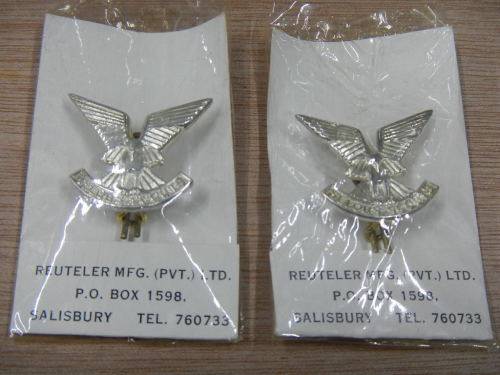 REUTELER MFG. (PVT.) LTD.
P.O. BOX 1598,
SALISBURY TEL. 760733
REUTELER MFG. (PVT.) LTD.
P.O. BOX 1598,
SALISBURY TEL. 760733